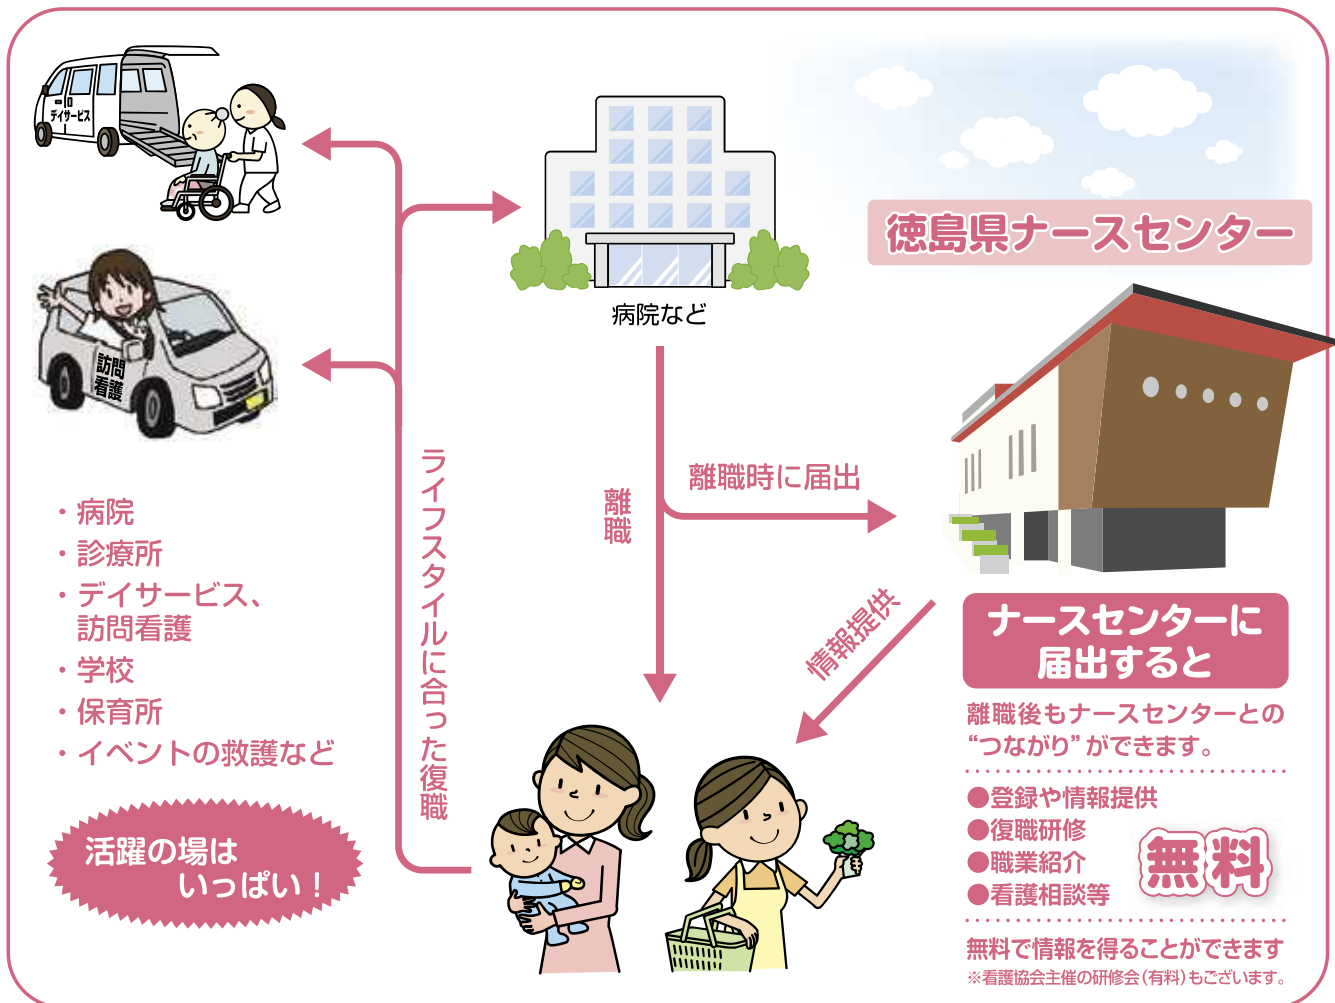 デイサービス
訪問
看護
・病院
・診療所
・デイサービス、
訪問看護
・学校
・保育所
・イベントの救護など
活躍の場は
いっぱい！
ライフスタイルに合った復職
病院など
離職
離職時に届出
情報提供
徳島県ナースセンター
ナースセンターに
届出すると
離職後もナースセンターとの
“つながり”ができます。
●登録や情報提供
●復職研修
●職業紹介
●看護相談等
無料
無料で情報を得ることができます
※看護協会主催の研修会（有料）もございます。